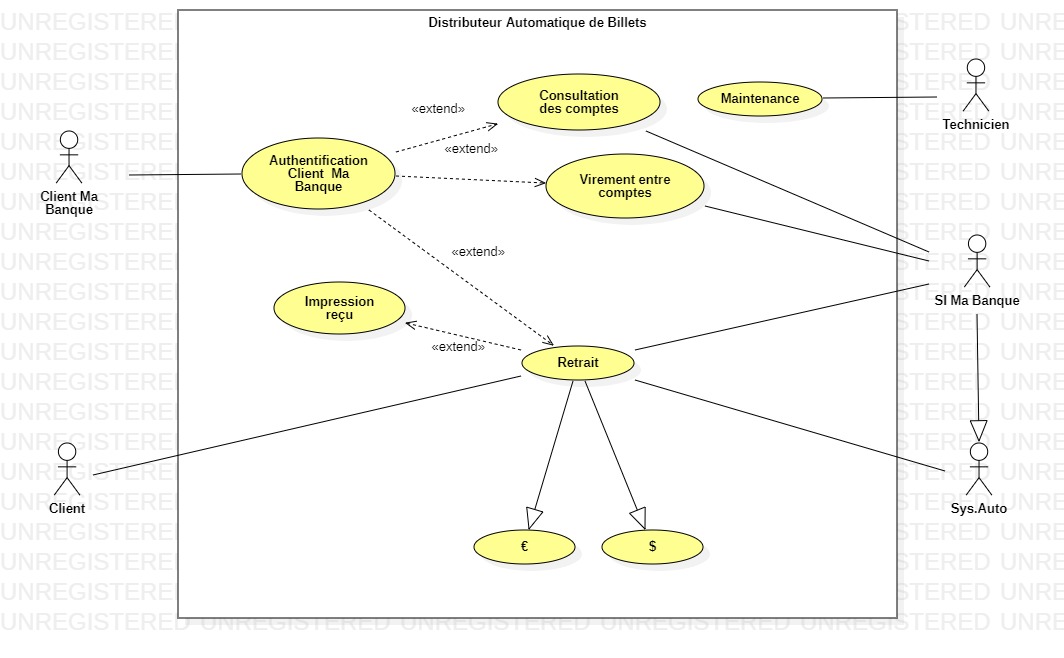 Distributeur Automatique de Billets
Consultation
des comptes
Maintenance
«extend»
Technicien
«extend»
Authentification
Client Ma
Banque
Virement entre
comptes
Client Ma
Banque
«extend»
SI Ma Banque
Impression
reçu
«extend»
Retrait
Client
Sys.Auto
€
$
UNREGISTERED UNREGISTERED UNREGISTERED UNREGISTERED UNREGISTERED UNREGISTERED